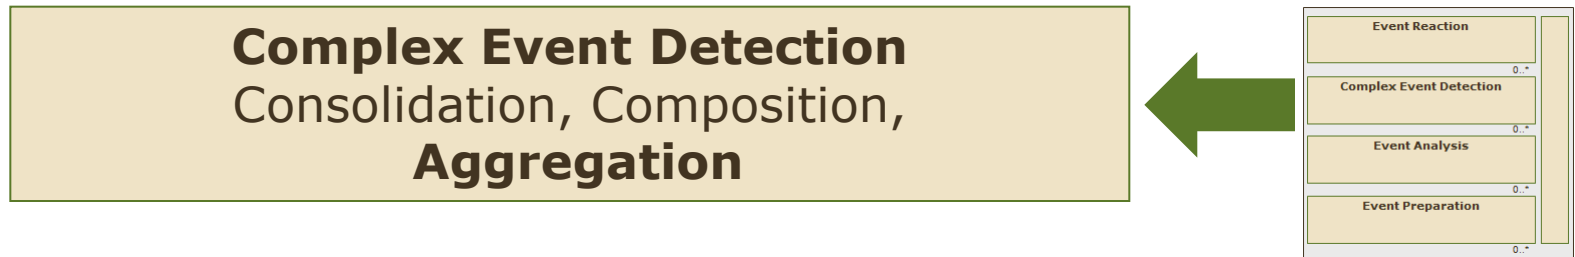 Complex Event Detection
Consolidation, Composition,
Aggregation
Event Reaction
0..*
Complex Event Detection
0..*
Event Analysis
0..*
Event Preparation
0..*